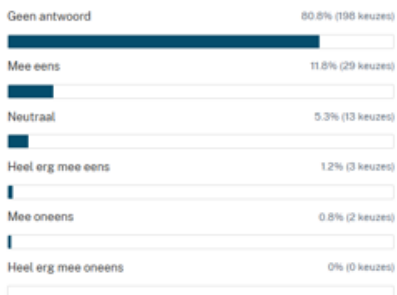 Geen antwoord 80.8% (198 keuzes)
Mee eens 11.8% (29 keuzes)
Neutraal 5.3% (13 keuzes)
Heel erg mee eens 1.2% (3 keuzes)
Mee oneens 0.8% (2 keuzes)
Heel erg mee oneens 0% (0 keuzes)